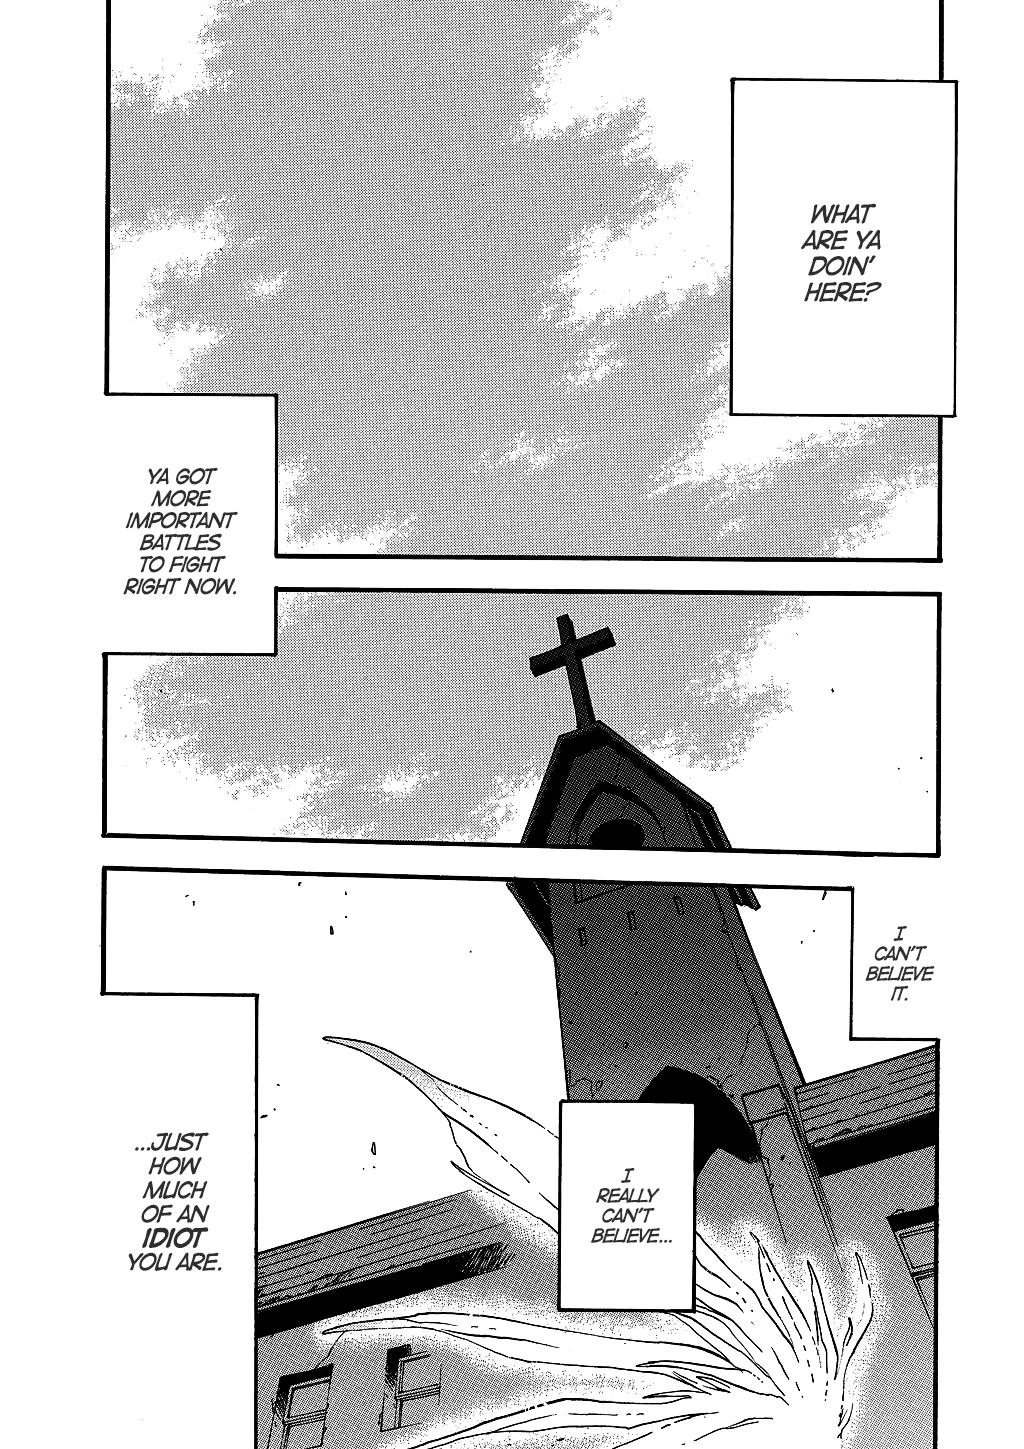 WHAT
ARE YA
DOIN'
HERE?
YA GOT
MORE
IMPORTANT
BATTLES
TO FIGHT
RIGHT NOW.
I
CAN'T
BELIEVE
IT.
I
REALLY
CAN'T
BELIEVE...
...JUST
HOW
MUCH
OF AN
IDIOT
YOU ARE.